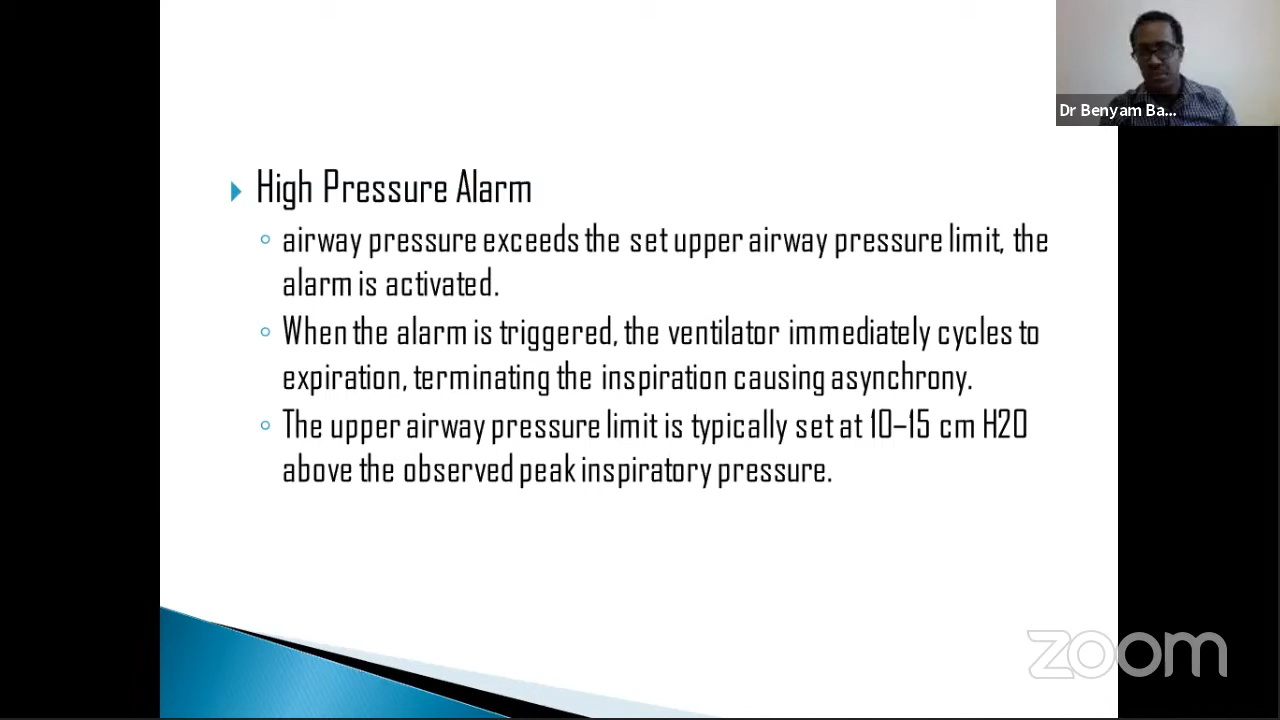 Dr Benyam Ba...
High Pressure Alarm
airway pressure exceeds the set upper airway pressure limit, the
alarm is activated.
When the alarm is triggered, the ventilator immediately cycles to
expiration, terminating the inspiration causing asynchrony.
The upper airway pressure limit is typically set at 10–15 cm H2O
above the observed peak inspiratory pressure.
zoom